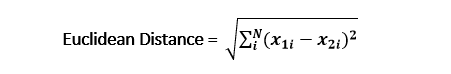 Euclidean Distance = √∑ᵢᴺ(x₁ᵢ − x₂ᵢ)²